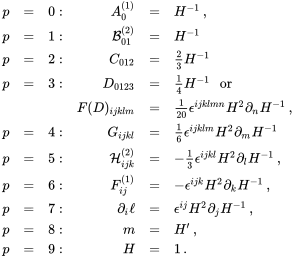 p = 0 : A_0^{(1)} = H^{-1} ,
p = 1 : \mathcal{B}_{01}^{(2)} = H^{-1}
p = 2 : C_{012} = \frac{2}{3} H^{-1}
p = 3 : D_{0123} = \frac{1}{4} H^{-1} or
F(D)_{ijklm} = \frac{1}{20} \epsilon^{ijklmn} H^2 \partial_n H^{-1} ,
p = 4 : G_{ijkl} = \frac{1}{6} \epsilon^{ijklm} H^2 \partial_m H^{-1}
p = 5 : \mathcal{H}_{ijk}^{(2)} = -\frac{1}{3} \epsilon^{ijkl} H^2 \partial_l H^{-1} ,
p = 6 : F_{ij}^{(1)} = -\epsilon^{ijk} H^2 \partial_k H^{-1} ,
p = 7 : \partial_i \ell = \epsilon^{ij} H^2 \partial_j H^{-1} ,
p = 8 : m = H' ,
p = 9 : H = 1 .